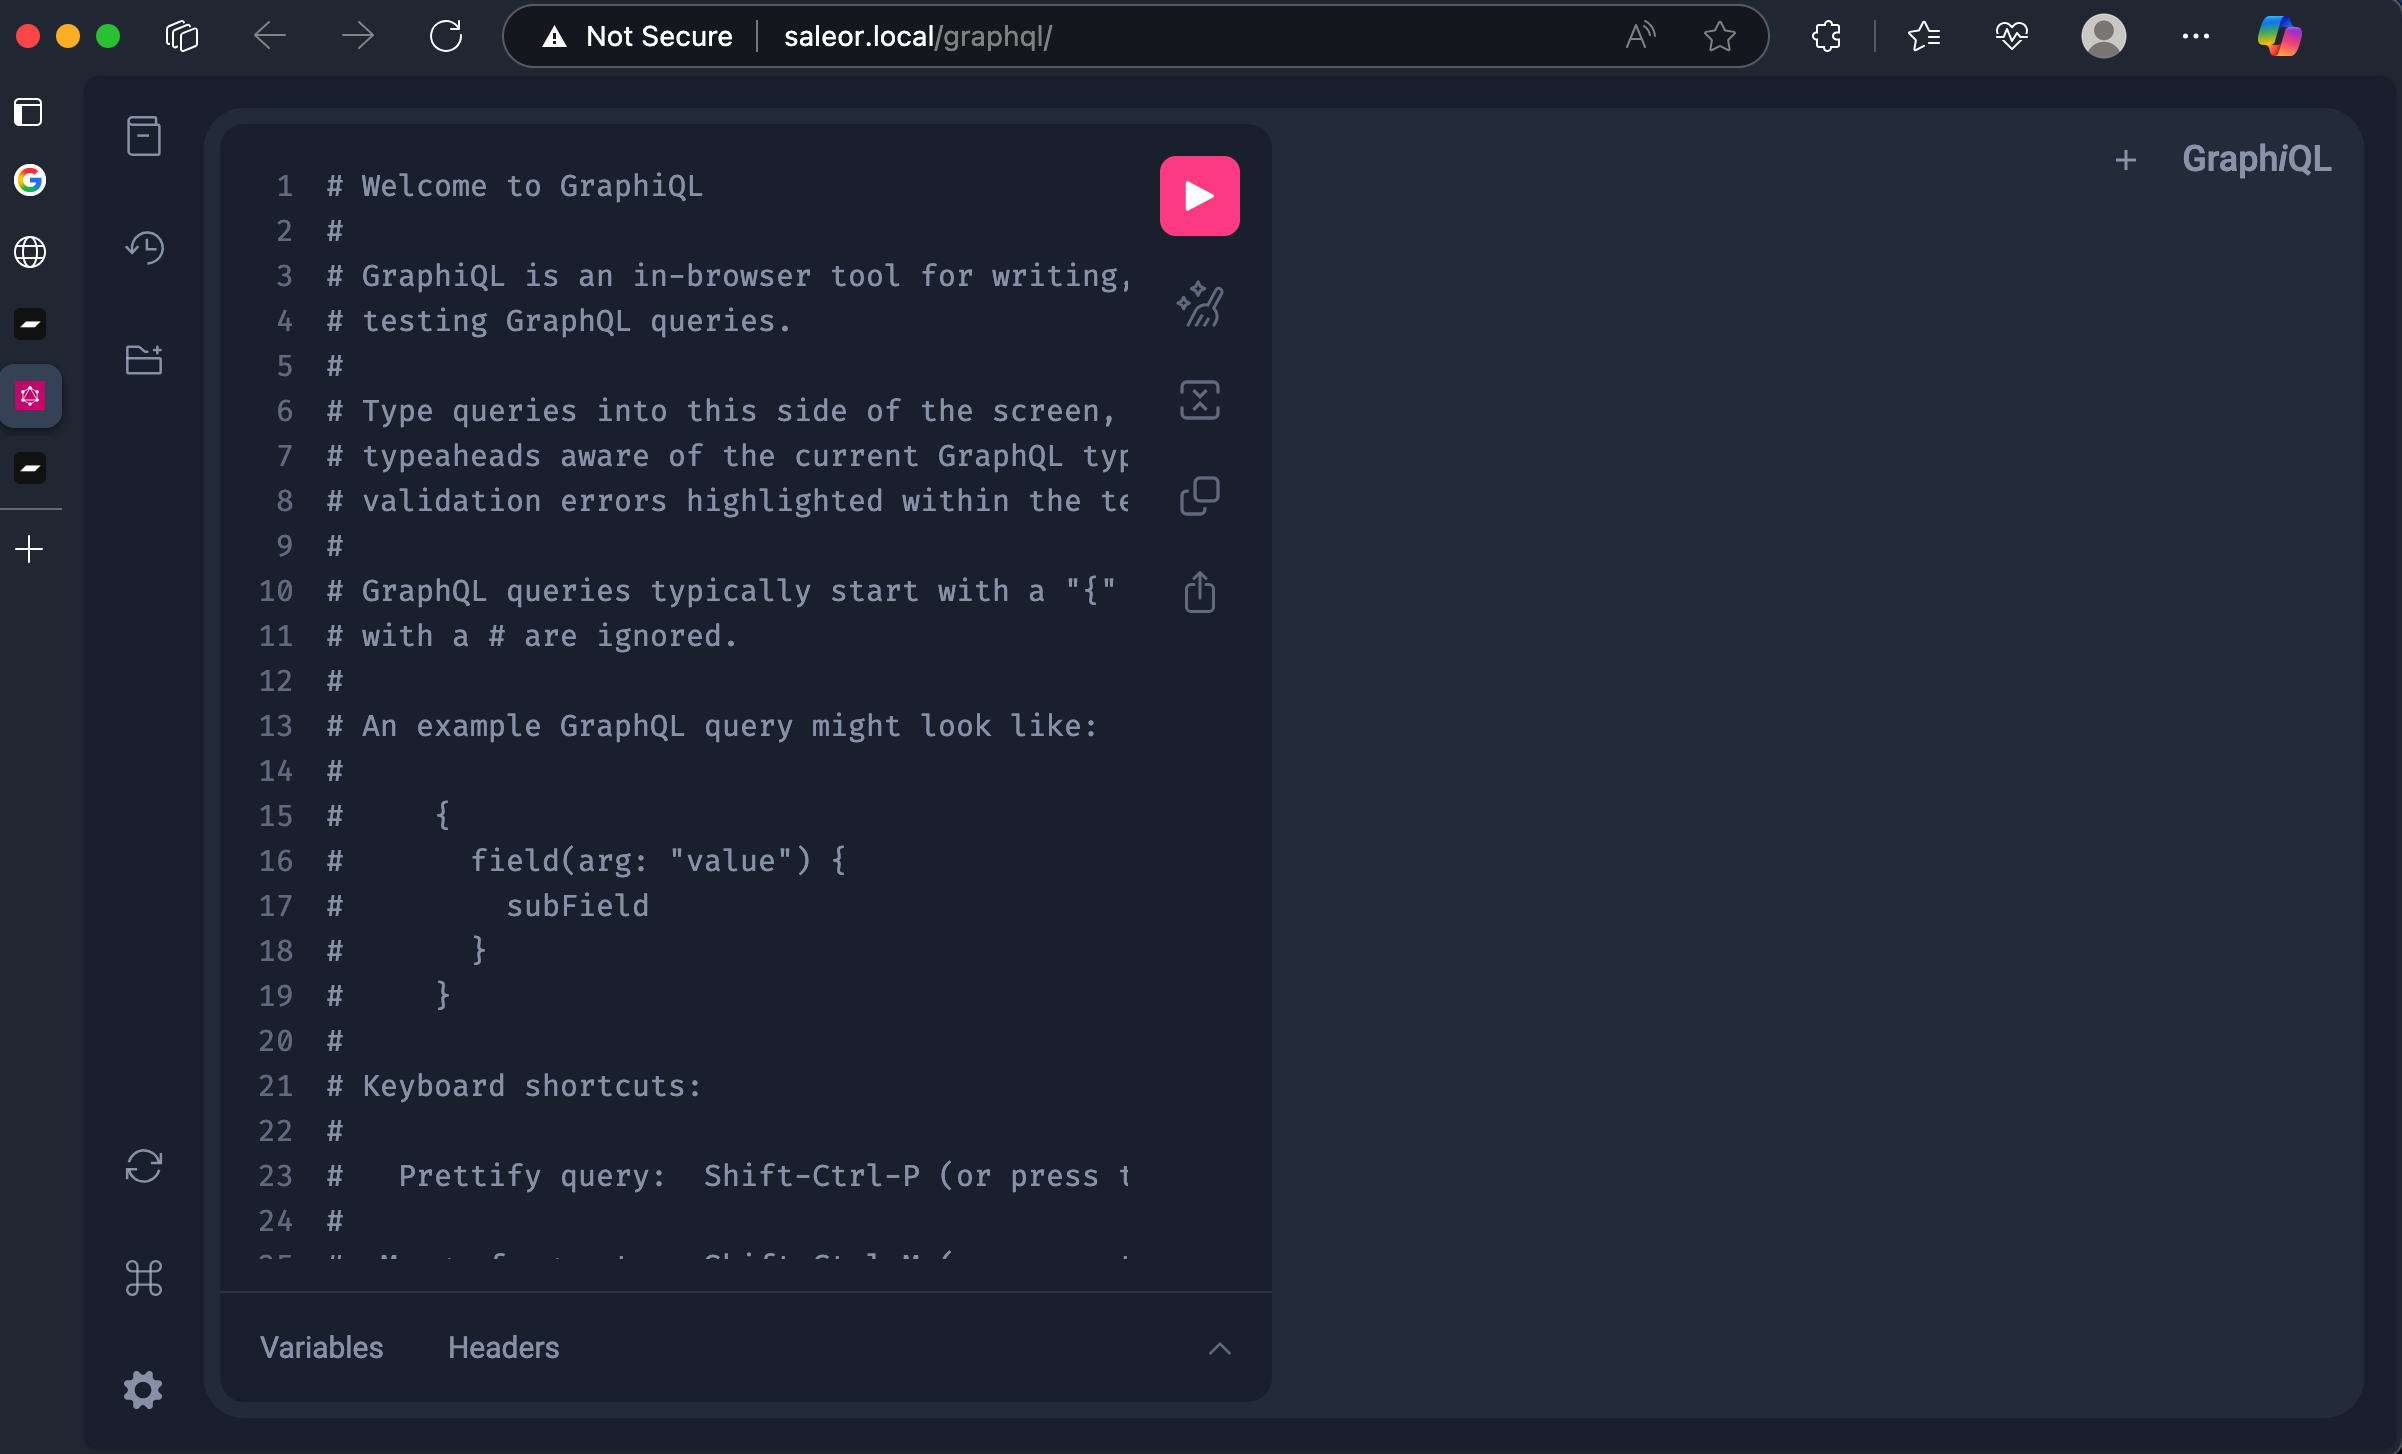 Not Secure saleor.local/graphql/
+ GraphiQL
1 # Welcome to GraphiQL
2 #
3 # GraphiQL is an in-browser tool for writing,
4 # testing GraphQL queries.
5 #
6 # Type queries into this side of the screen,
7 # typeaheads aware of the current GraphQL typ
8 # validation errors highlighted within the te
9 #
10 # GraphQL queries typically start with a "{"
11 # with a # are ignored.
12 #
13 # An example GraphQL query might look like:
14 #
15 #     {
16 #       field(arg: "value") {
17 #         subField
18 #       }
19 #     }
20 #
21 # Keyboard shortcuts:
22 #
23 #   Prettify query:  Shift-Ctrl-P (or press t
24 #
Variables Headers